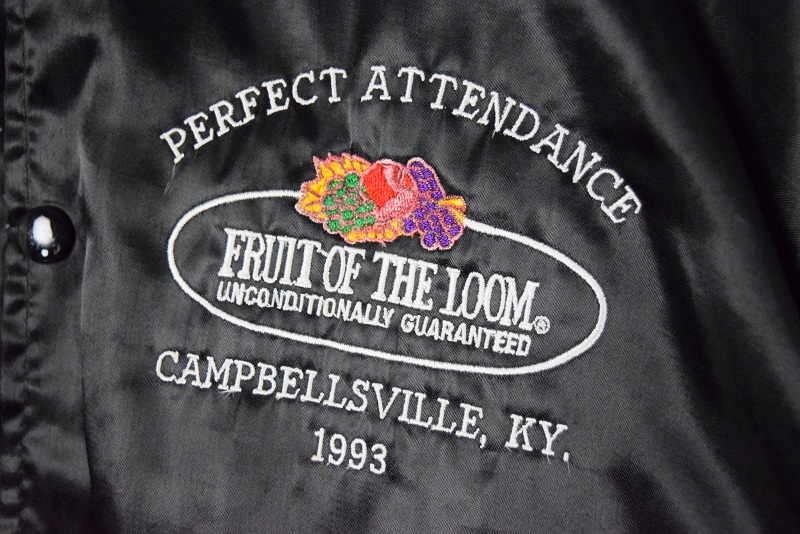 PERFECT ATTENDANCE
FRUIT OF THE LOOM®
UNCONDITIONALLY GUARANTEED
CAMPBELLSVILLE, KY.
1993